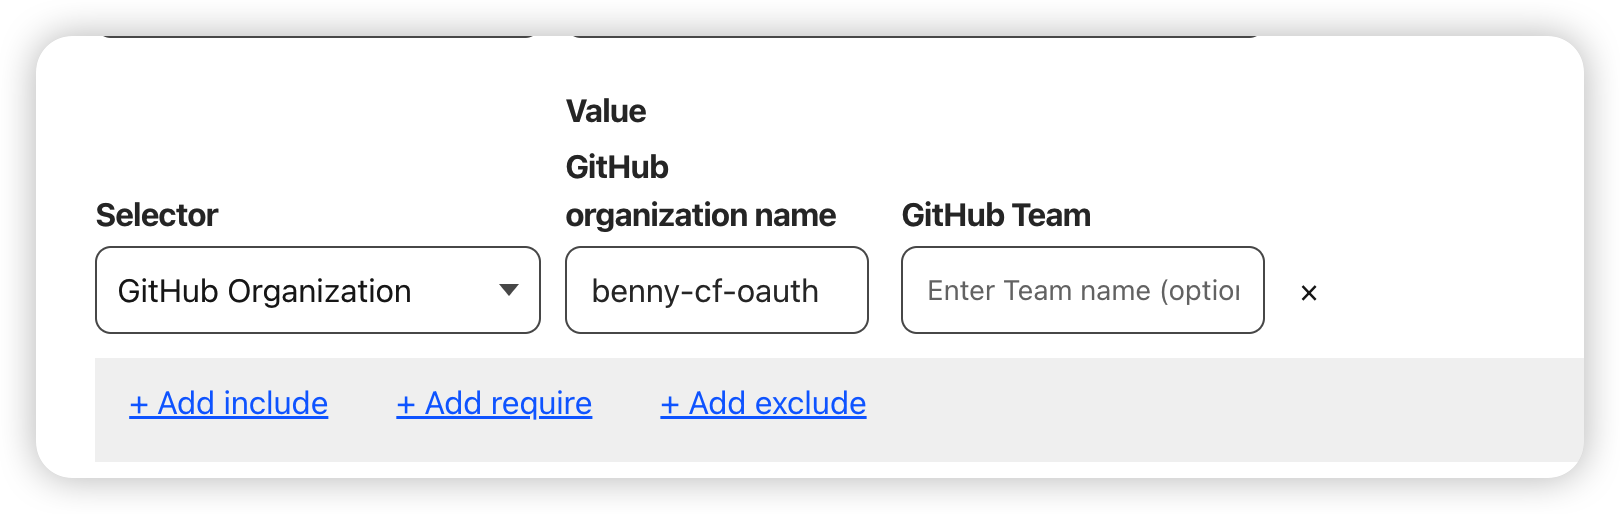 Value
GitHub
Selector
organization name
GitHub Team
GitHub Organization
benny-cf-oauth
Enter Team name (option
×
+ Add include
+ Add require
+ Add exclude